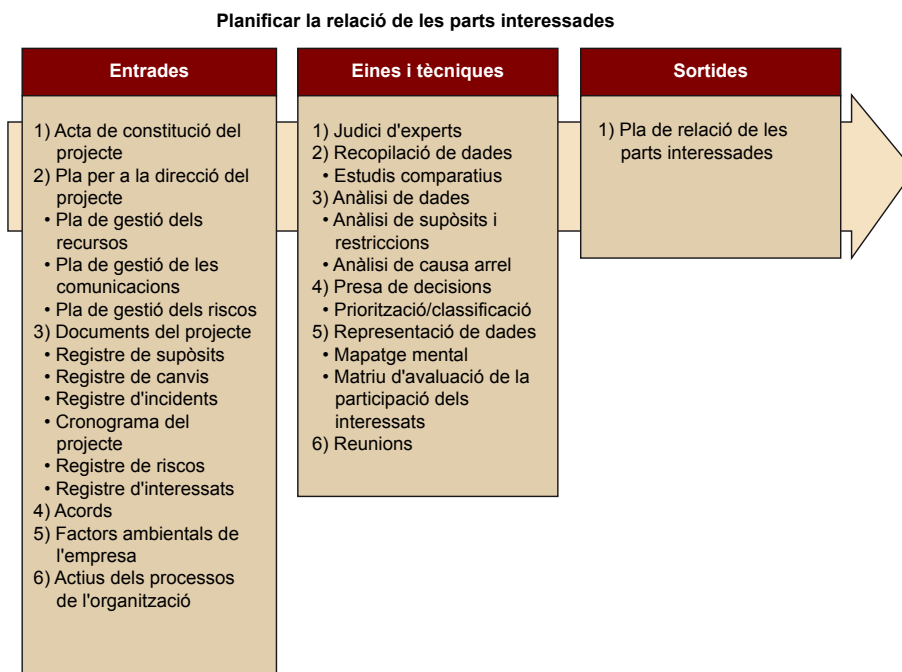 Planificar la relació de les parts interessades
Entrades
1) Acta de constitució del
projecte
2) Pla per a la direcció del
projecte
• Pla de gestió dels
recursos
• Pla de gestió de les
comunicacions
• Pla de gestió dels riscos
3) Documents del projecte
• Registre de supòsits
• Registre de canvis
• Registre d'incidents
• Cronograma del
projecte
• Registre de riscos
• Registre d'interessats
4) Acords
5) Factors ambientals de
l'empresa
6) Actius dels processos
de l'organització
Eines i tècniques
1) Judici d'experts
2) Recopilació de dades
• Estudis comparatius
3) Anàlisi de dades
• Anàlisi de supòsits i
restriccions
• Anàlisi de causa arrel
4) Presa de decisions
• Priorització/classificació
5) Representació de dades
• Mapatge mental
• Matriu d'avaluació de la
participació dels
interessats
6) Reunions
Sortides
1) Pla de relació de les
parts interessades